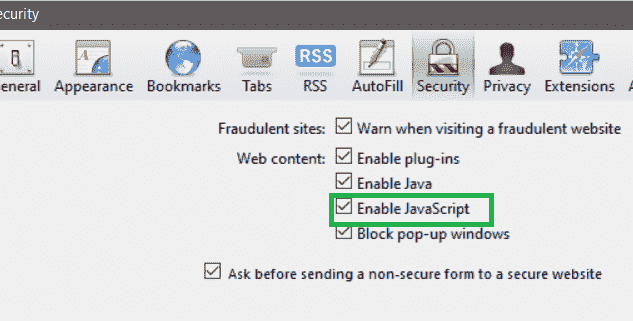 ecurity
RSS
eneral Appearance Bookmarks Tabs RSS AutoFill Security Privacy Extensions
Fraudulent sites: Warn when visiting a fraudulent website
Web content: Enable plug-ins
Enable Java
Enable JavaScript
Block pop-up windows
Ask before sending a non-secure form to a secure website